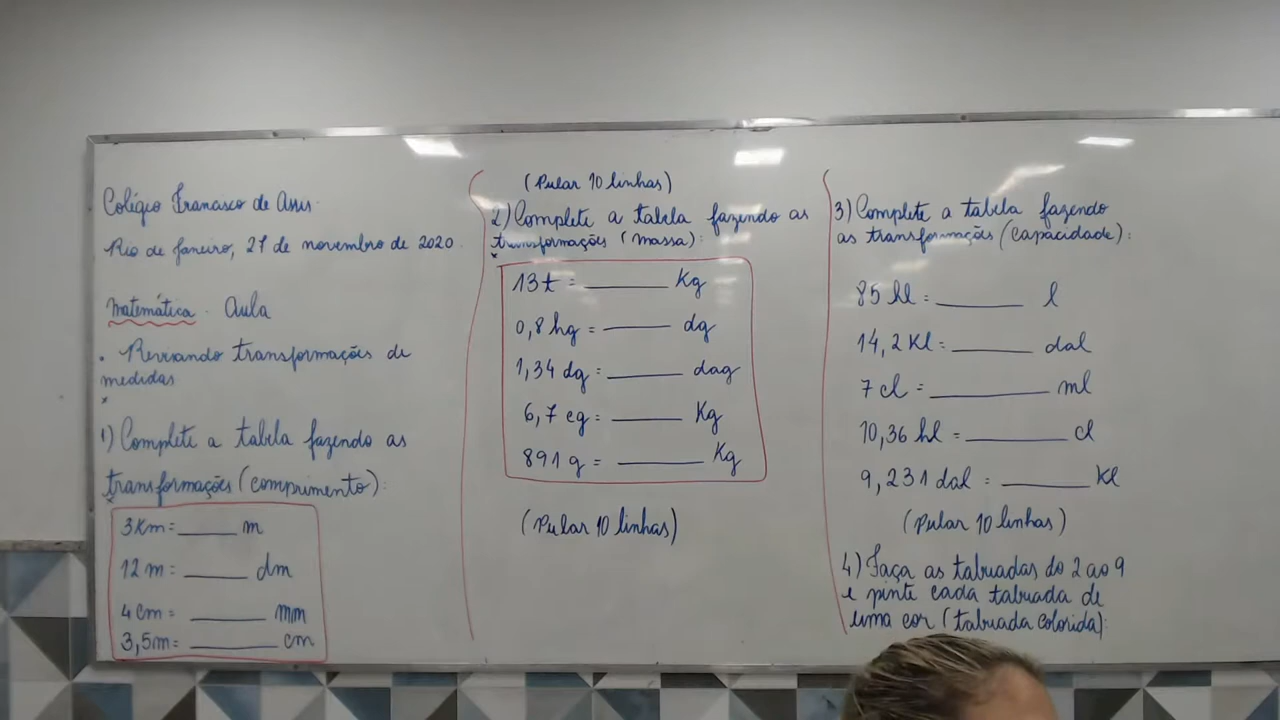 Colégio Francisco de Assis
Rio de Janeiro, 27 de novembro de 2020
Matemática. Aula
• Revisando transformações de
medidas
1) Complete a tabela fazendo as
transformações (comprimento):
3Km = ______ m
12m = ______ dm
4cm = ______ mm
3,5m = ______ cm
(Pular 10 linhas)
2) Complete a tabela fazendo as
transformações (massa):
13t = ______ Kg
0,8hg = ______ dg
1,34 dg = ______ dag
6,7 cg = ______ Kg
891g = ______ Kg
(Pular 10 linhas)
3) Complete a tabela fazendo
as transformações (capacidade):
85 hl = ______ l
14,2 Kl = ______ dal
7 cl = ______ ml
10,36 hl = ______ cl
9,231 dal = ______ Kl
(Pular 10 linhas)
4) Faça as tabuadas do 2 ao 9
e pinte cada tabuada de
uma cor (tabuada colorida):